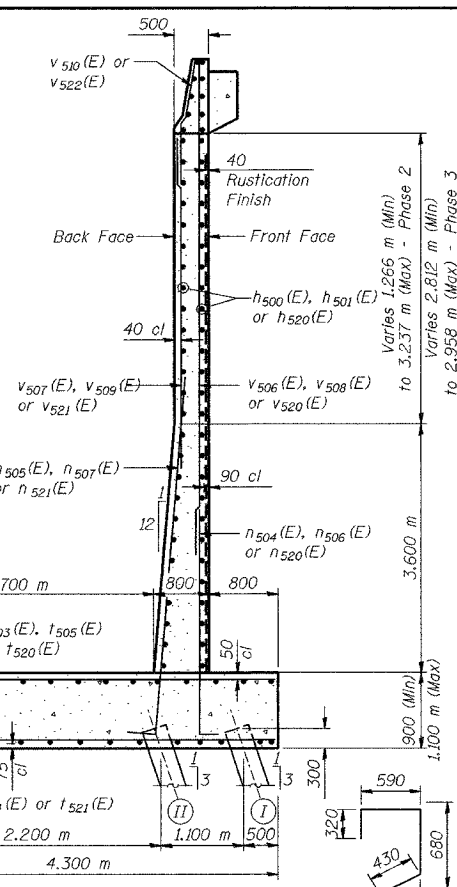 500
v510(E) or
v522(E)
40
Rustication
Finish
Back Face
Front Face
Varies 1.266 m (Min)
to 3.237 m (Max) - Phase 2
Varies 2.812 m (Min)
to 2.958 m (Max) - Phase 3
h500(E), h501(E)
or h520(E)
40 cl
v507(E), v509(E)
or v521(E)
v506(E), v508(E)
or v520(E)
505(E), n507(E)
or n521(E)
1
12
90 cl
n504(E), n506(E)
or n520(E)
3.600 m
700 m
800
800
03(E), t505(E)
t520(E)
50
cl
900 (Min)
1.100 m (Max)
75
cl
1
3
1
3
300
(E) or t521(E)
II
I
2.200 m
1.100 m
500
4.300 m
590
320
430
680